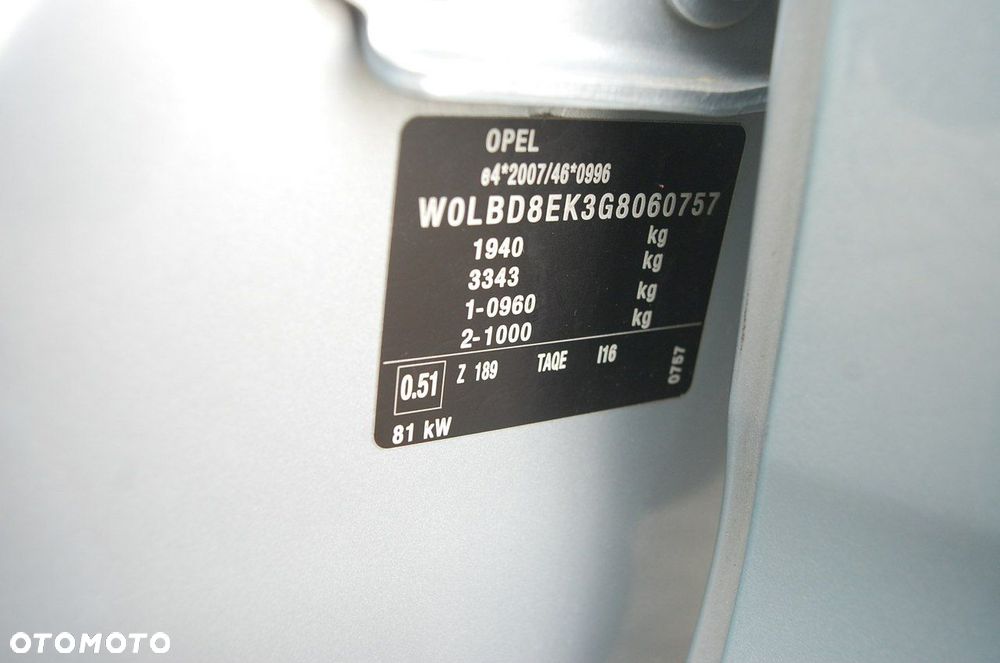 OPEL
e4*2007/46*0996
W0LBD8EK3G8060757
1940 kg
3343 kg
1-0960 kg
2-1000 kg
0.51 Z 189 TAQE I16 0757
81 kW
OTOMOTO